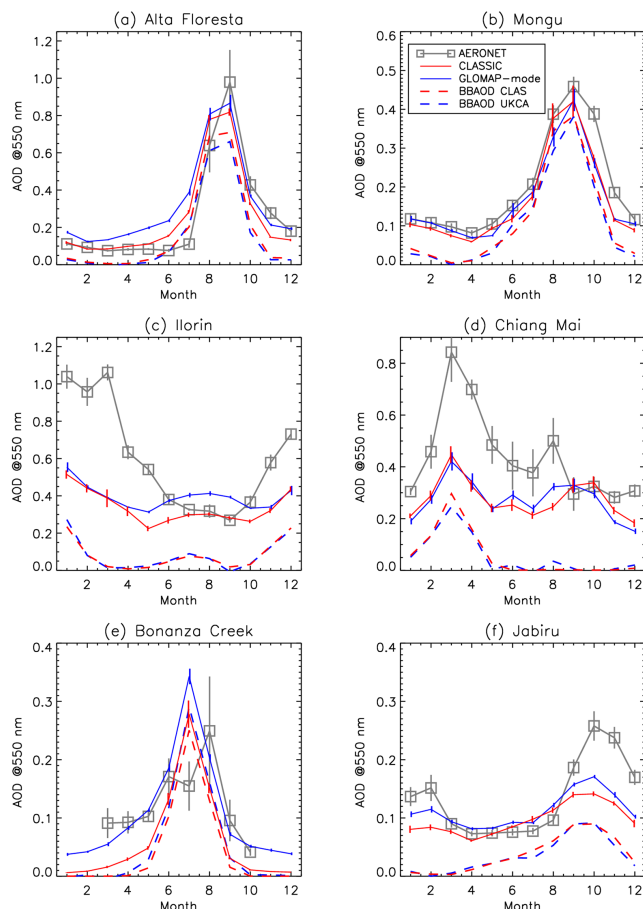 (a) Alta Floresta
(b) Mongu
1.2
1.0
0.8
0.6
0.4
0.2
0.0
AOD @550 nm
2 4 6 8 10 12
Month
0.6
0.5
0.4
0.3
0.2
0.1
0.0
AOD @550 nm
AERONET
CLASSIC
GLOMAP-mode
BBAOD CLAS
BBAOD UKCA
2 4 6 8 10 12
Month
(c) Ilorin
(d) Chiang Mai
1.2
1.0
0.8
0.6
0.4
0.2
0.0
AOD @550 nm
2 4 6 8 10 12
Month
0.8
0.6
0.4
0.2
0.0
AOD @550 nm
2 4 6 8 10 12
Month
(e) Bonanza Creek
(f) Jabiru
0.4
0.3
0.2
0.1
0.0
AOD @550 nm
2 4 6 8 10 12
Month
0.4
0.3
0.2
0.1
0.0
AOD @550 nm
2 4 6 8 10 12
Month